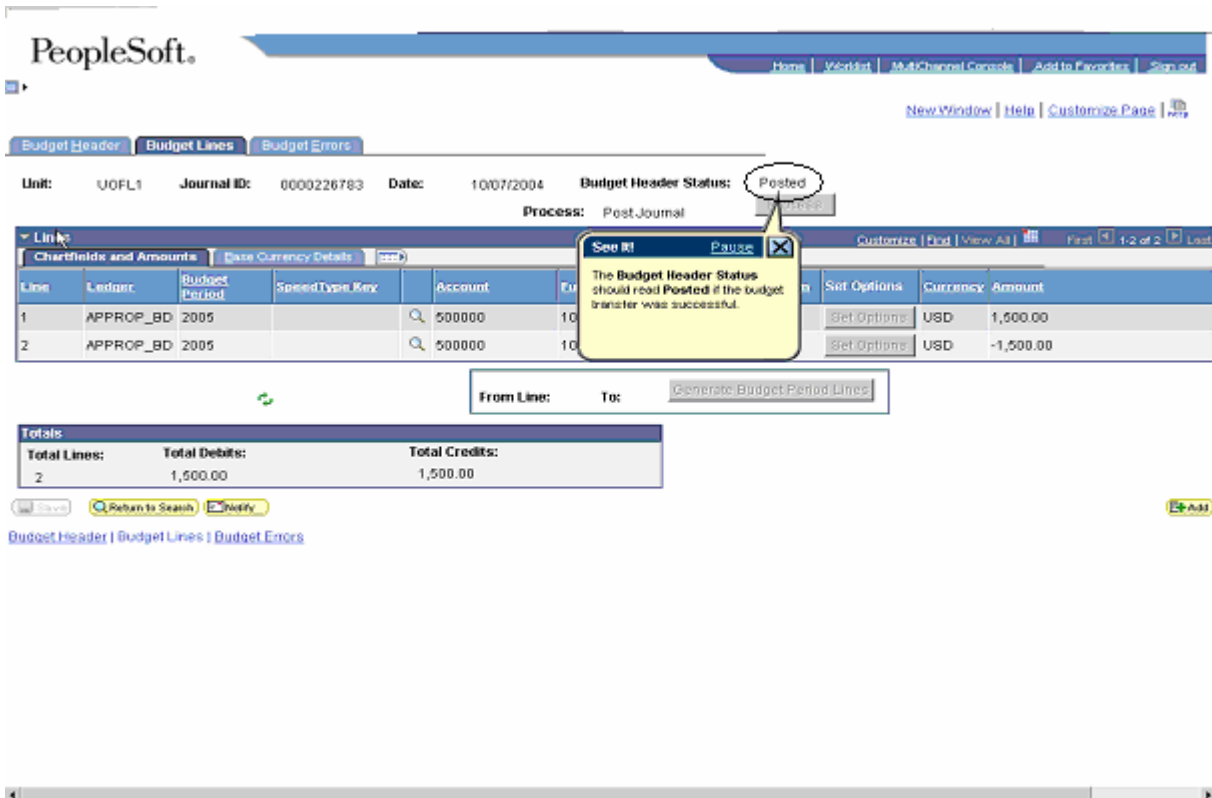 PeopleSoft.
Home | Worklist | MultiChannel Console | Add to Favorites | Sign out
New Window | Help | Customize Page |
Budget Header Budget Lines Budget Errors
Unit: UOFL1 Journal ID: 0000226783 Date: 10/07/2004 Budget Header Status: Posted
Process: Post Journal
Lines Customize | Find | View All | First 1-2 of 2 Last
Chartfields and Amounts Base Currency Details
Line Ledger Budget Period SpeedType Key Account Set Options Currency Amount
1 APPROP_BD 2005 500000 10 Set Options USD 1,500.00
2 APPROP_BD 2005 500000 10 Set Options USD -1,500.00
See It! Pause X
The Budget Header Status
should read Posted if the budget
transfer was successful.
From Line: To: Generate Budget Period Lines
Totals
Total Lines: Total Debits: Total Credits:
2 1,500.00 1,500.00
Save Return to Search Notify Add
Budget Header | Budget Lines | Budget Errors